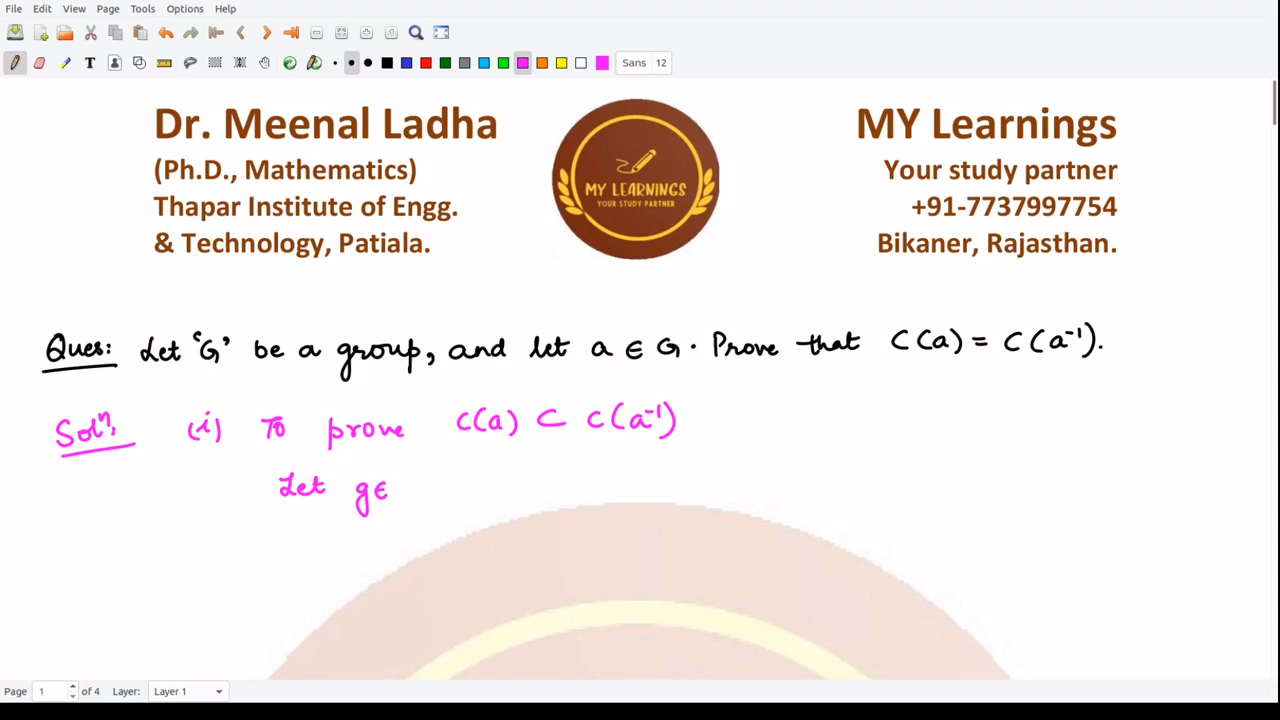 File Edit View Page Tools Options Help
Sans 12
Dr. Meenal Ladha
(Ph.D., Mathematics)
Thapar Institute of Engg.
& Technology, Patiala.
MY LEARNINGS
YOUR STUDY PARTNER
MY Learnings
Your study partner
+91-7737997754
Bikaner, Rajasthan.
Ques: Let 'G' be a group, and let a ∈ G. Prove that C(a) = C(a⁻¹).
Solⁿ: (i) To prove C(a) ⊂ C(a⁻¹)
Let g∈
Page 1 of 4 Layer: Layer 1